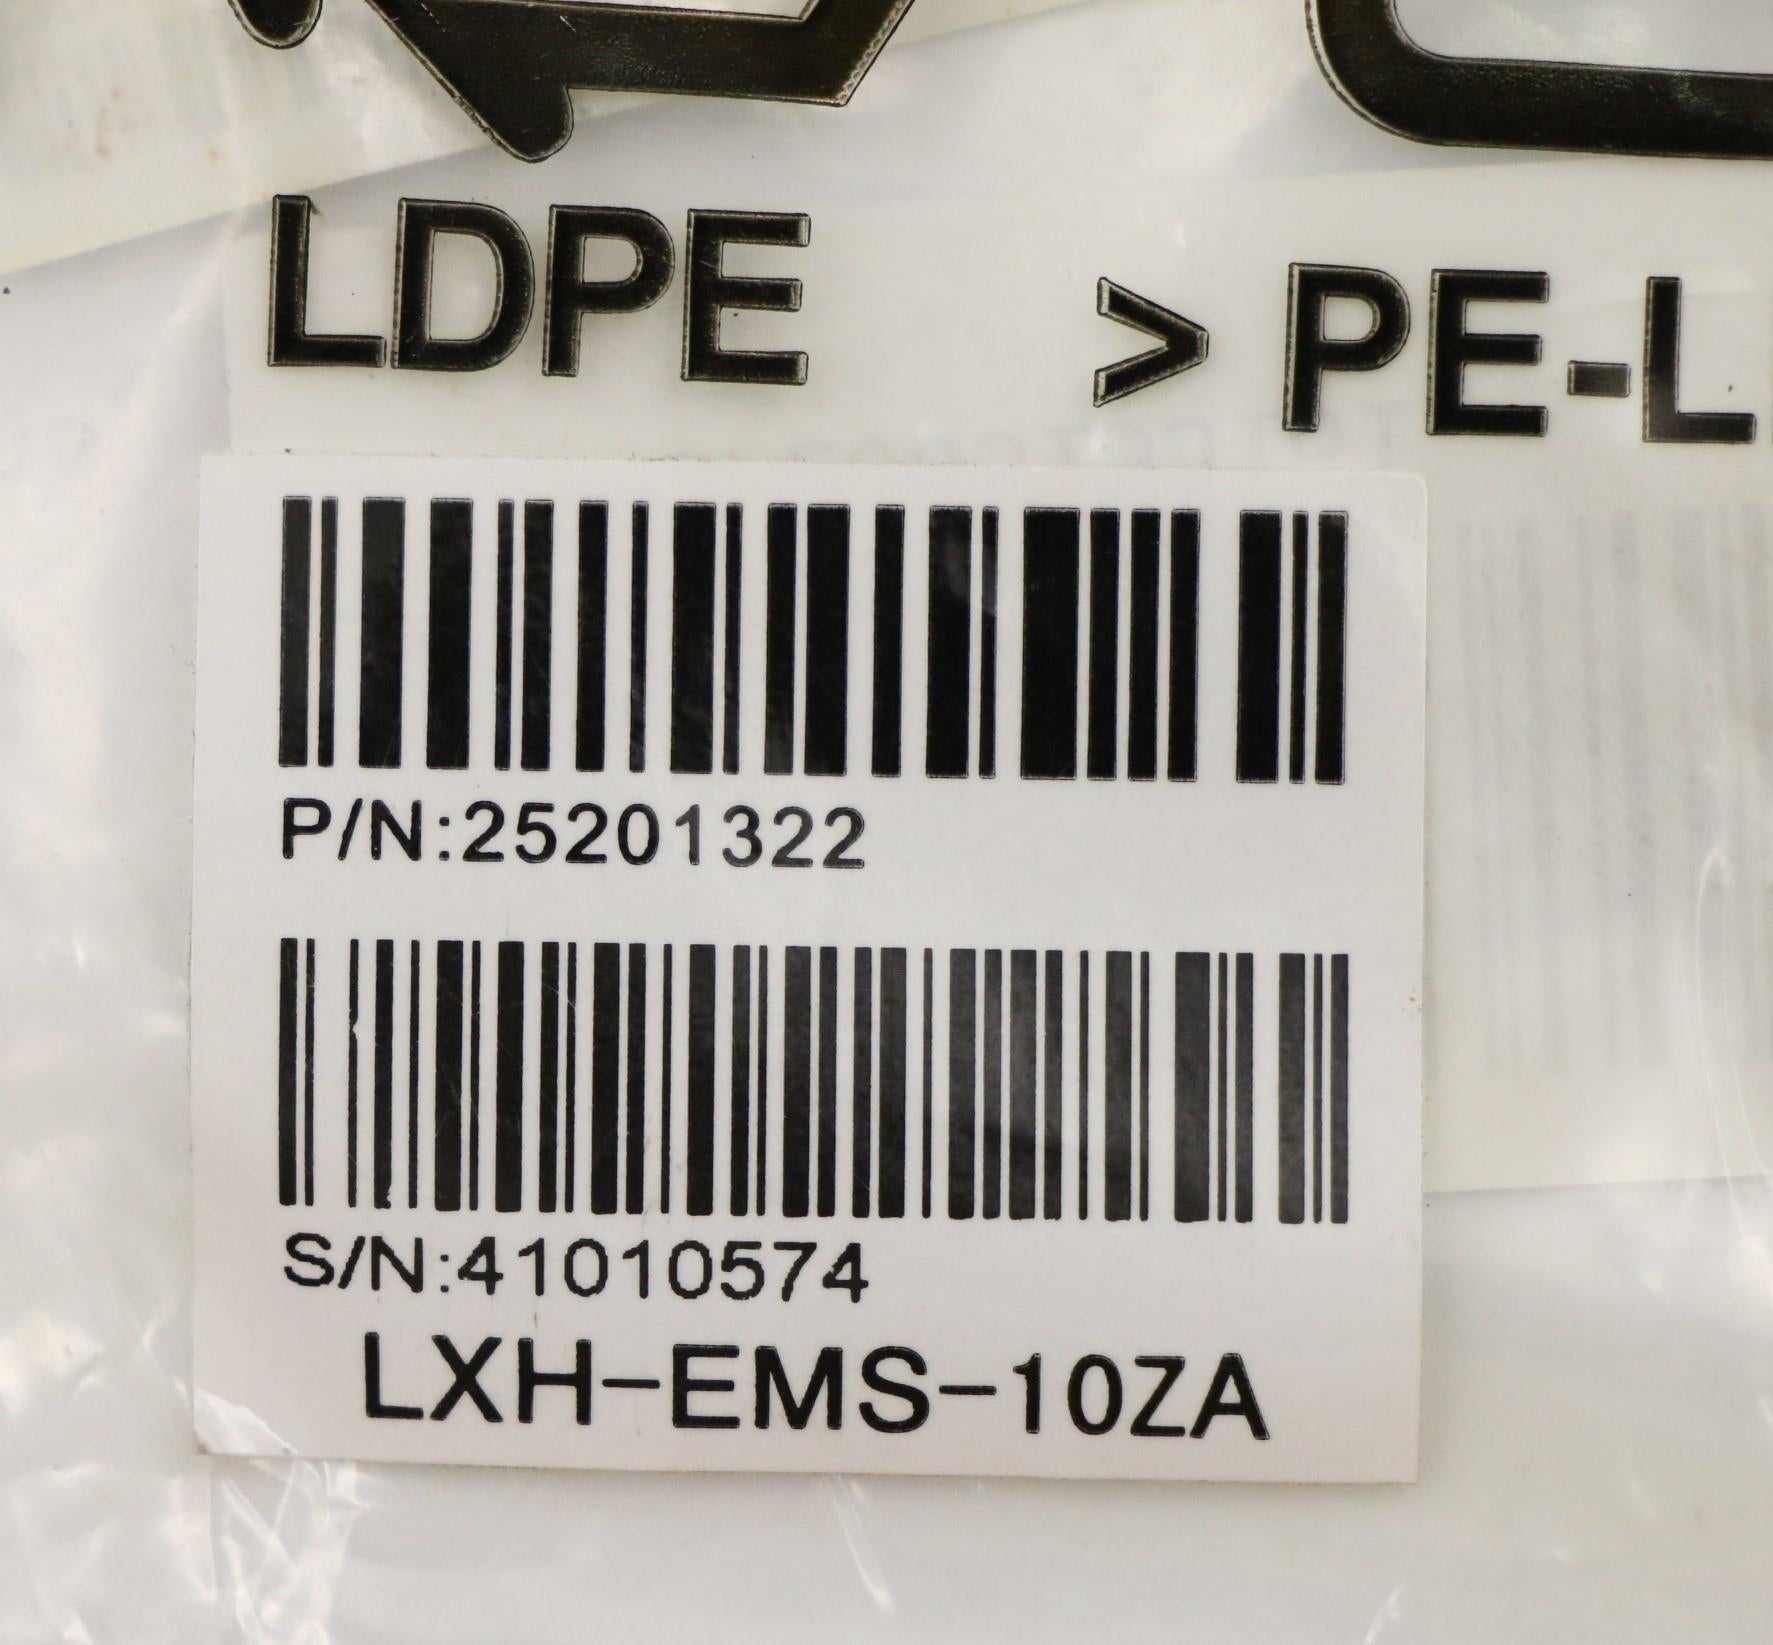 LDPE
> PE-L
P/N:25201322
S/N:41010574
LXH-EMS-10ZA